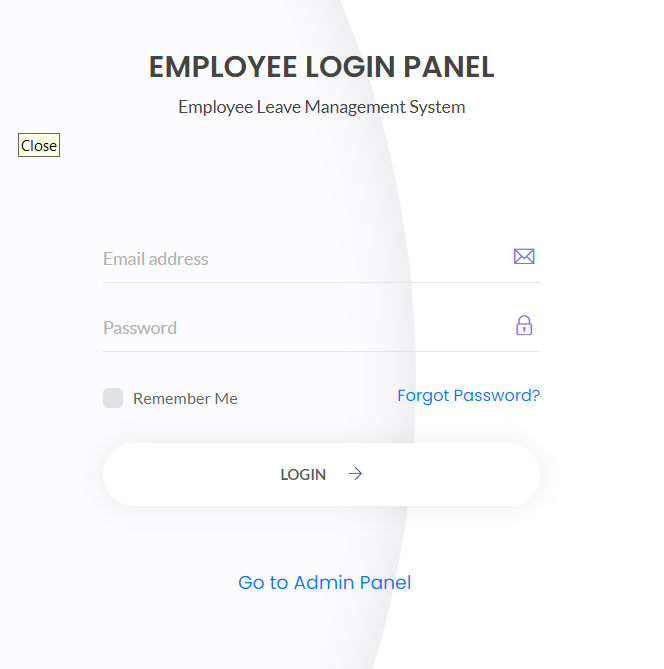 EMPLOYEE LOGIN PANEL
Employee Leave Management System
Close
Email address
Password
Remember Me
Forgot Password?
LOGIN
Go to Admin Panel